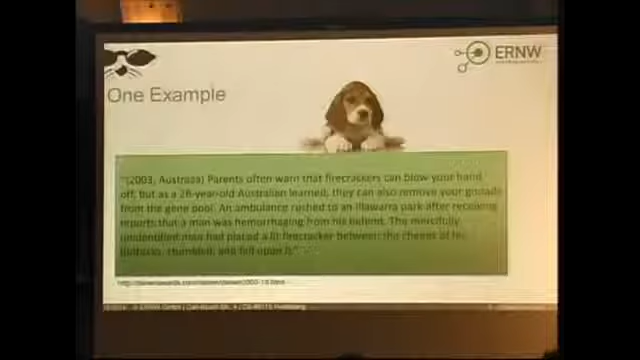 ERNW
One Example
"(2003, Australia) Parents often warn that firecrackers can blow your hand
off, but as a 26-year-old Australian learned, they can also remove your gonads
from the gene pool. An ambulance rushed to an Illawarra park after receiving
reports that a man was hemorrhaging from his behind. The mercifully
unidentified man had placed a lit firecracker between the cheeks of his
buttocks, stumbled, and fell upon it."